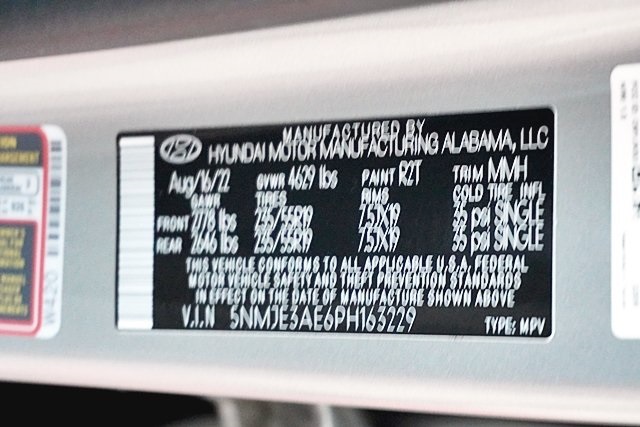 MANUFACTURED BY
HYUNDAI MOTOR MANUFACTURING ALABAMA, LLC
Aug/16/22 GVWR 4629 lbs PAINT R2T TRIM MMH
GAWR TIRES RIMS COLD TIRE INFL
FRONT 2778 lbs 235/55R19 7.5JX19 35 psi SINGLE
REAR 2646 lbs 235/55R19 7.5JX19 35 psi SINGLE
THIS VEHICLE CONFORMS TO ALL APPLICABLE U.S.A. FEDERAL
MOTOR VEHICLE SAFETY AND THEFT PREVENTION STANDARDS
IN EFFECT ON THE DATE OF MANUFACTURE SHOWN ABOVE
V.I.N 5NMJE3AE6PH163229 TYPE: MPV
W420